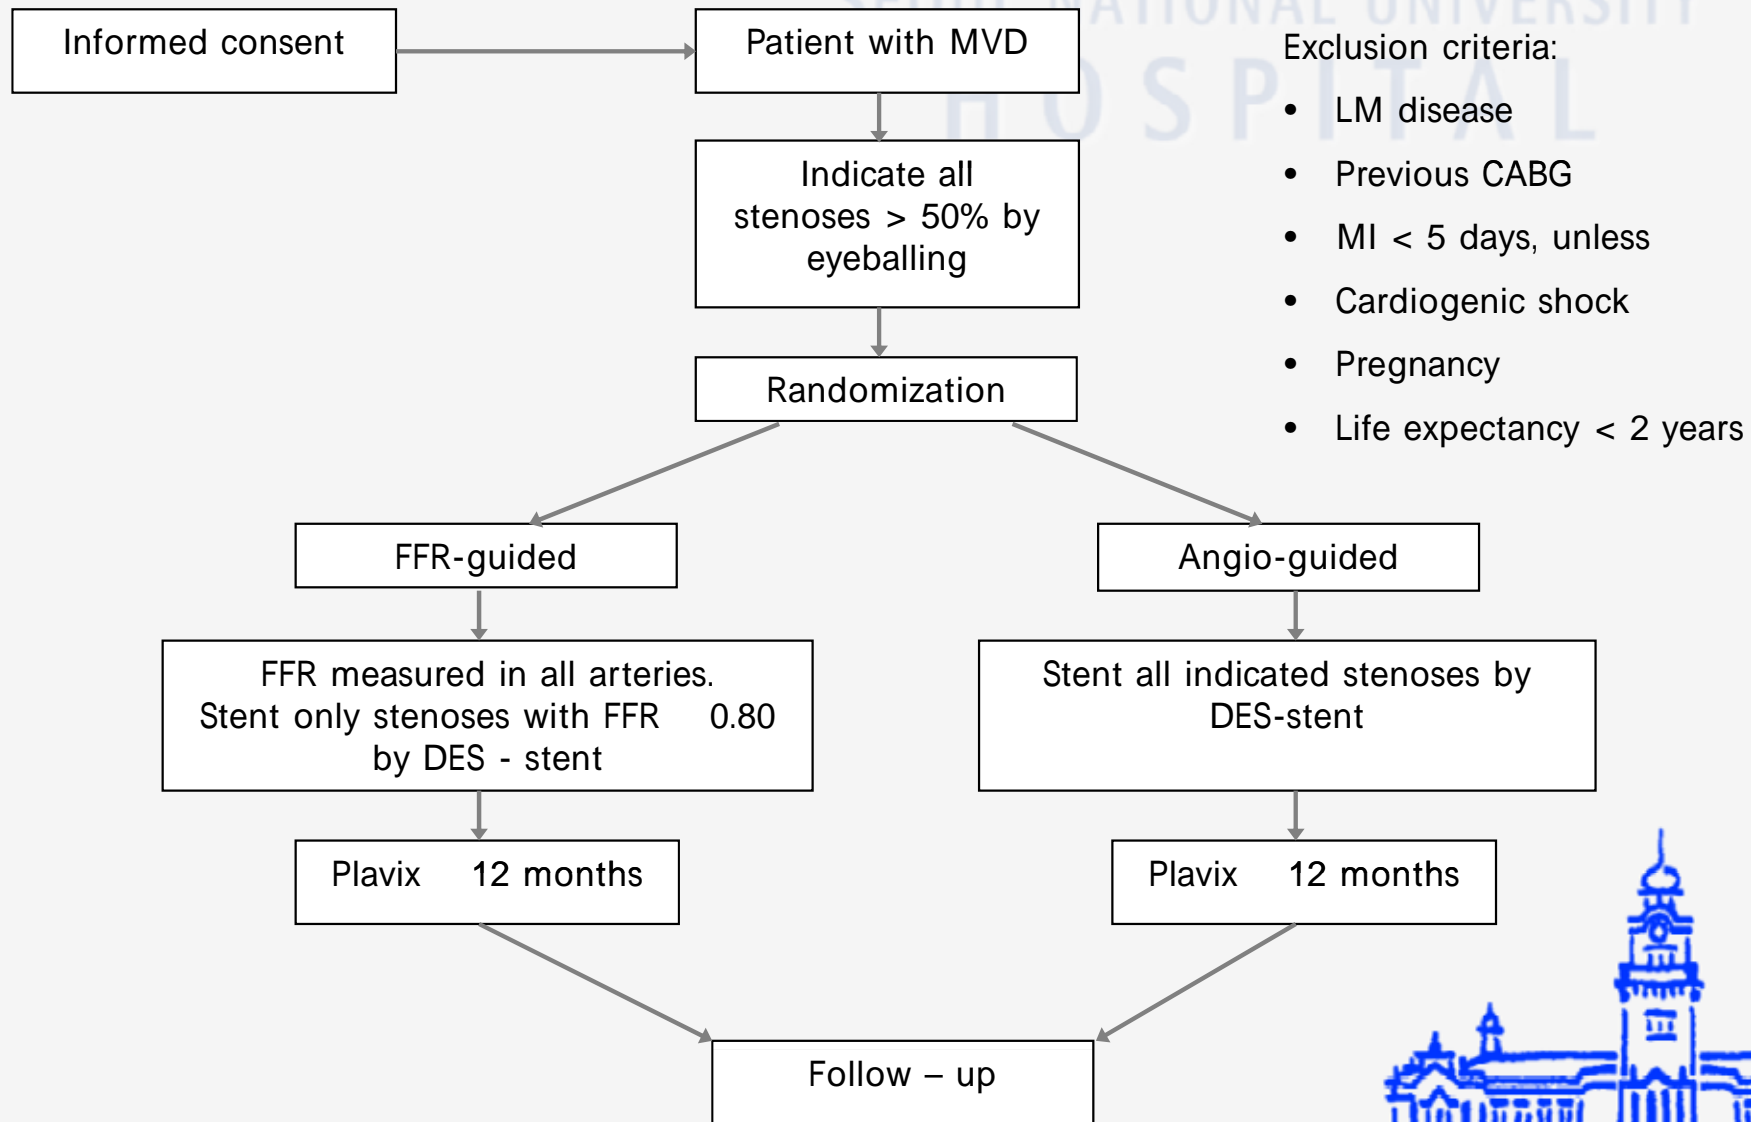 SEOUL NATIONAL UNIVERSITY
HOSPITAL
Informed consent
Patient with MVD
Exclusion criteria:
• LM disease
• Previous CABG
• MI < 5 days, unless
• Cardiogenic shock
• Pregnancy
• Life expectancy < 2 years
Indicate all
stenoses > 50% by
eyeballing
Randomization
FFR-guided
Angio-guided
FFR measured in all arteries.
Stent only stenoses with FFR 0.80
by DES - stent
Stent all indicated stenoses by
DES-stent
Plavix 12 months
Plavix 12 months
Follow – up